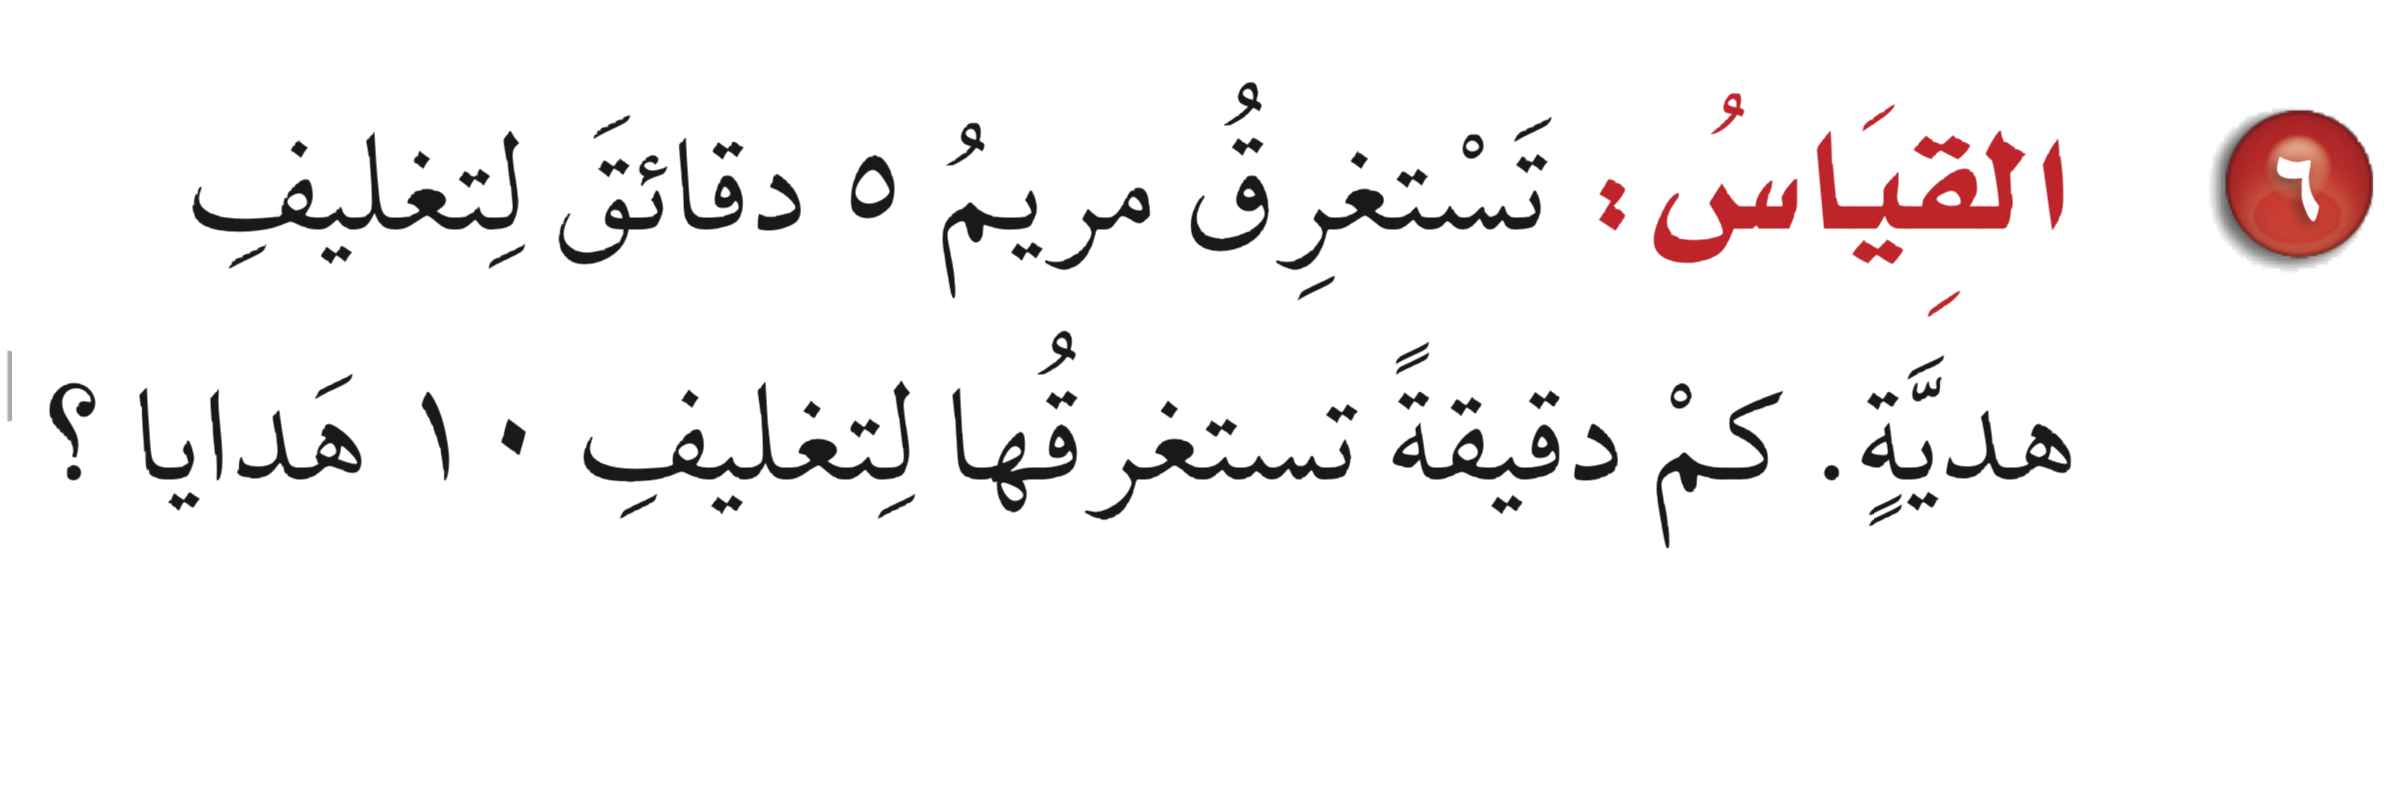 ٦ القِيَاسُ: تَسْتغرِقُ مريمُ ٥ دقائقَ لِتغليفِ
هديَّةٍ. كمْ دقيقةً تستغرقُها لِتغليفِ ١٠ هَدايا ؟